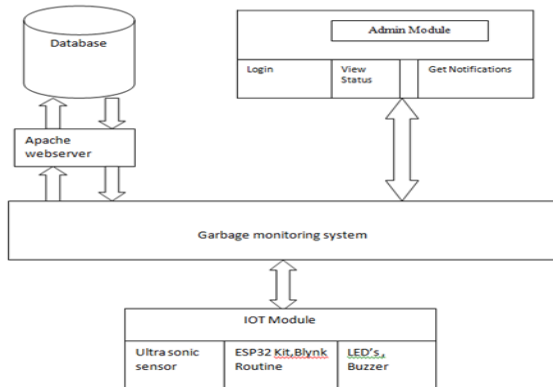 Database
Admin Module
Login
View
Status
Get Notifications
Apache
webserver
Garbage monitoring system
IOT Module
Ultra sonic
sensor
ESP32 Kit,Blynk
Routine
LED's ,
Buzzer